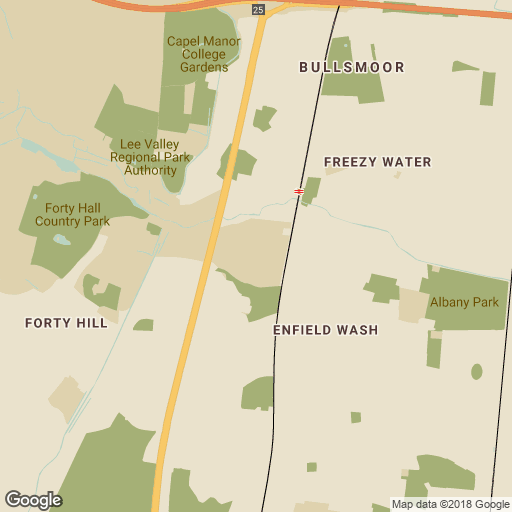 25
Capel Manor
College
Gardens
BULLSMOOR
Lee Valley
Regional Park
Authority
FREEZY WATER
Forty Hall
Country Park
Albany Park
FORTY HILL
ENFIELD WASH
Google
Map data ©2018 Google